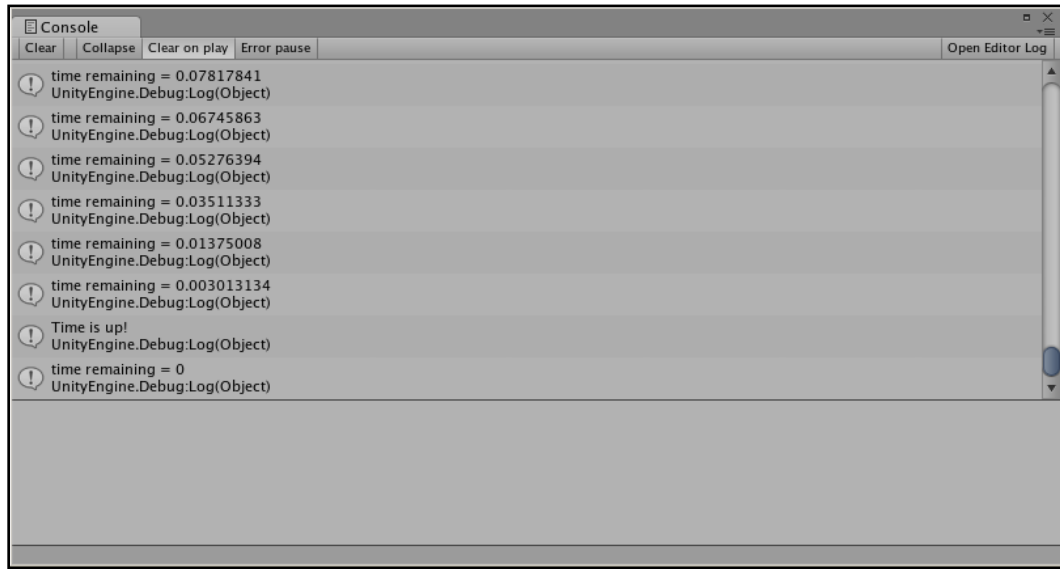 Console
Clear Collapse Clear on play Error pause Open Editor Log
time remaining = 0.07817841
UnityEngine.Debug:Log(Object)
time remaining = 0.06745863
UnityEngine.Debug:Log(Object)
time remaining = 0.05276394
UnityEngine.Debug:Log(Object)
time remaining = 0.03511333
UnityEngine.Debug:Log(Object)
time remaining = 0.01375008
UnityEngine.Debug:Log(Object)
time remaining = 0.003013134
UnityEngine.Debug:Log(Object)
Time is up!
UnityEngine.Debug:Log(Object)
time remaining = 0
UnityEngine.Debug:Log(Object)